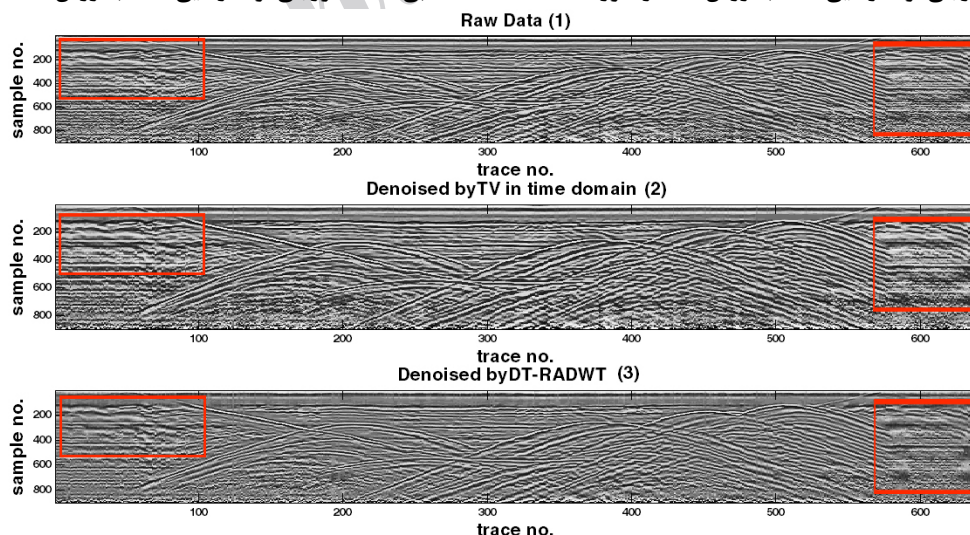 Raw Data (1)
sample no.
200
400
600
800
100 200 300 400 500 600
trace no.
Denoised byTV in time domain (2)
sample no.
200
400
600
800
100 200 300 400 500 600
trace no.
Denoised byDT-RADWT (3)
sample no.
200
400
600
800
100 200 300 400 500 600
trace no.